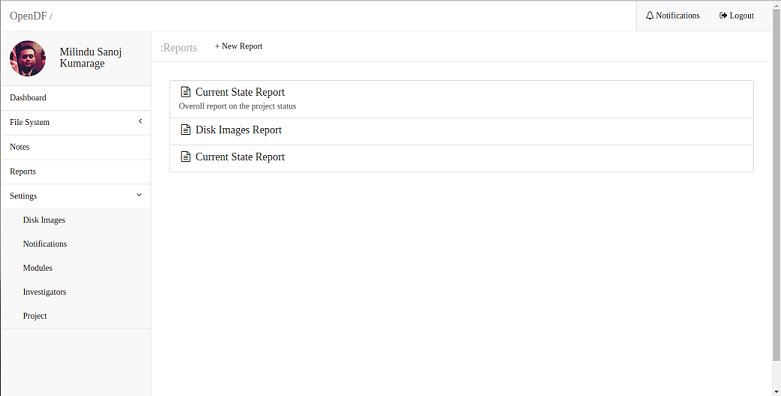 OpenDF /
Notifications
Logout
Milindu Sanoj
Kumarage
Dashboard
File System
Notes
Reports
Settings
Disk Images
Notifications
Modules
Investigators
Project
:Reports
+ New Report
Current State Report
Overoll report on the project status
Disk Images Report
Current State Report